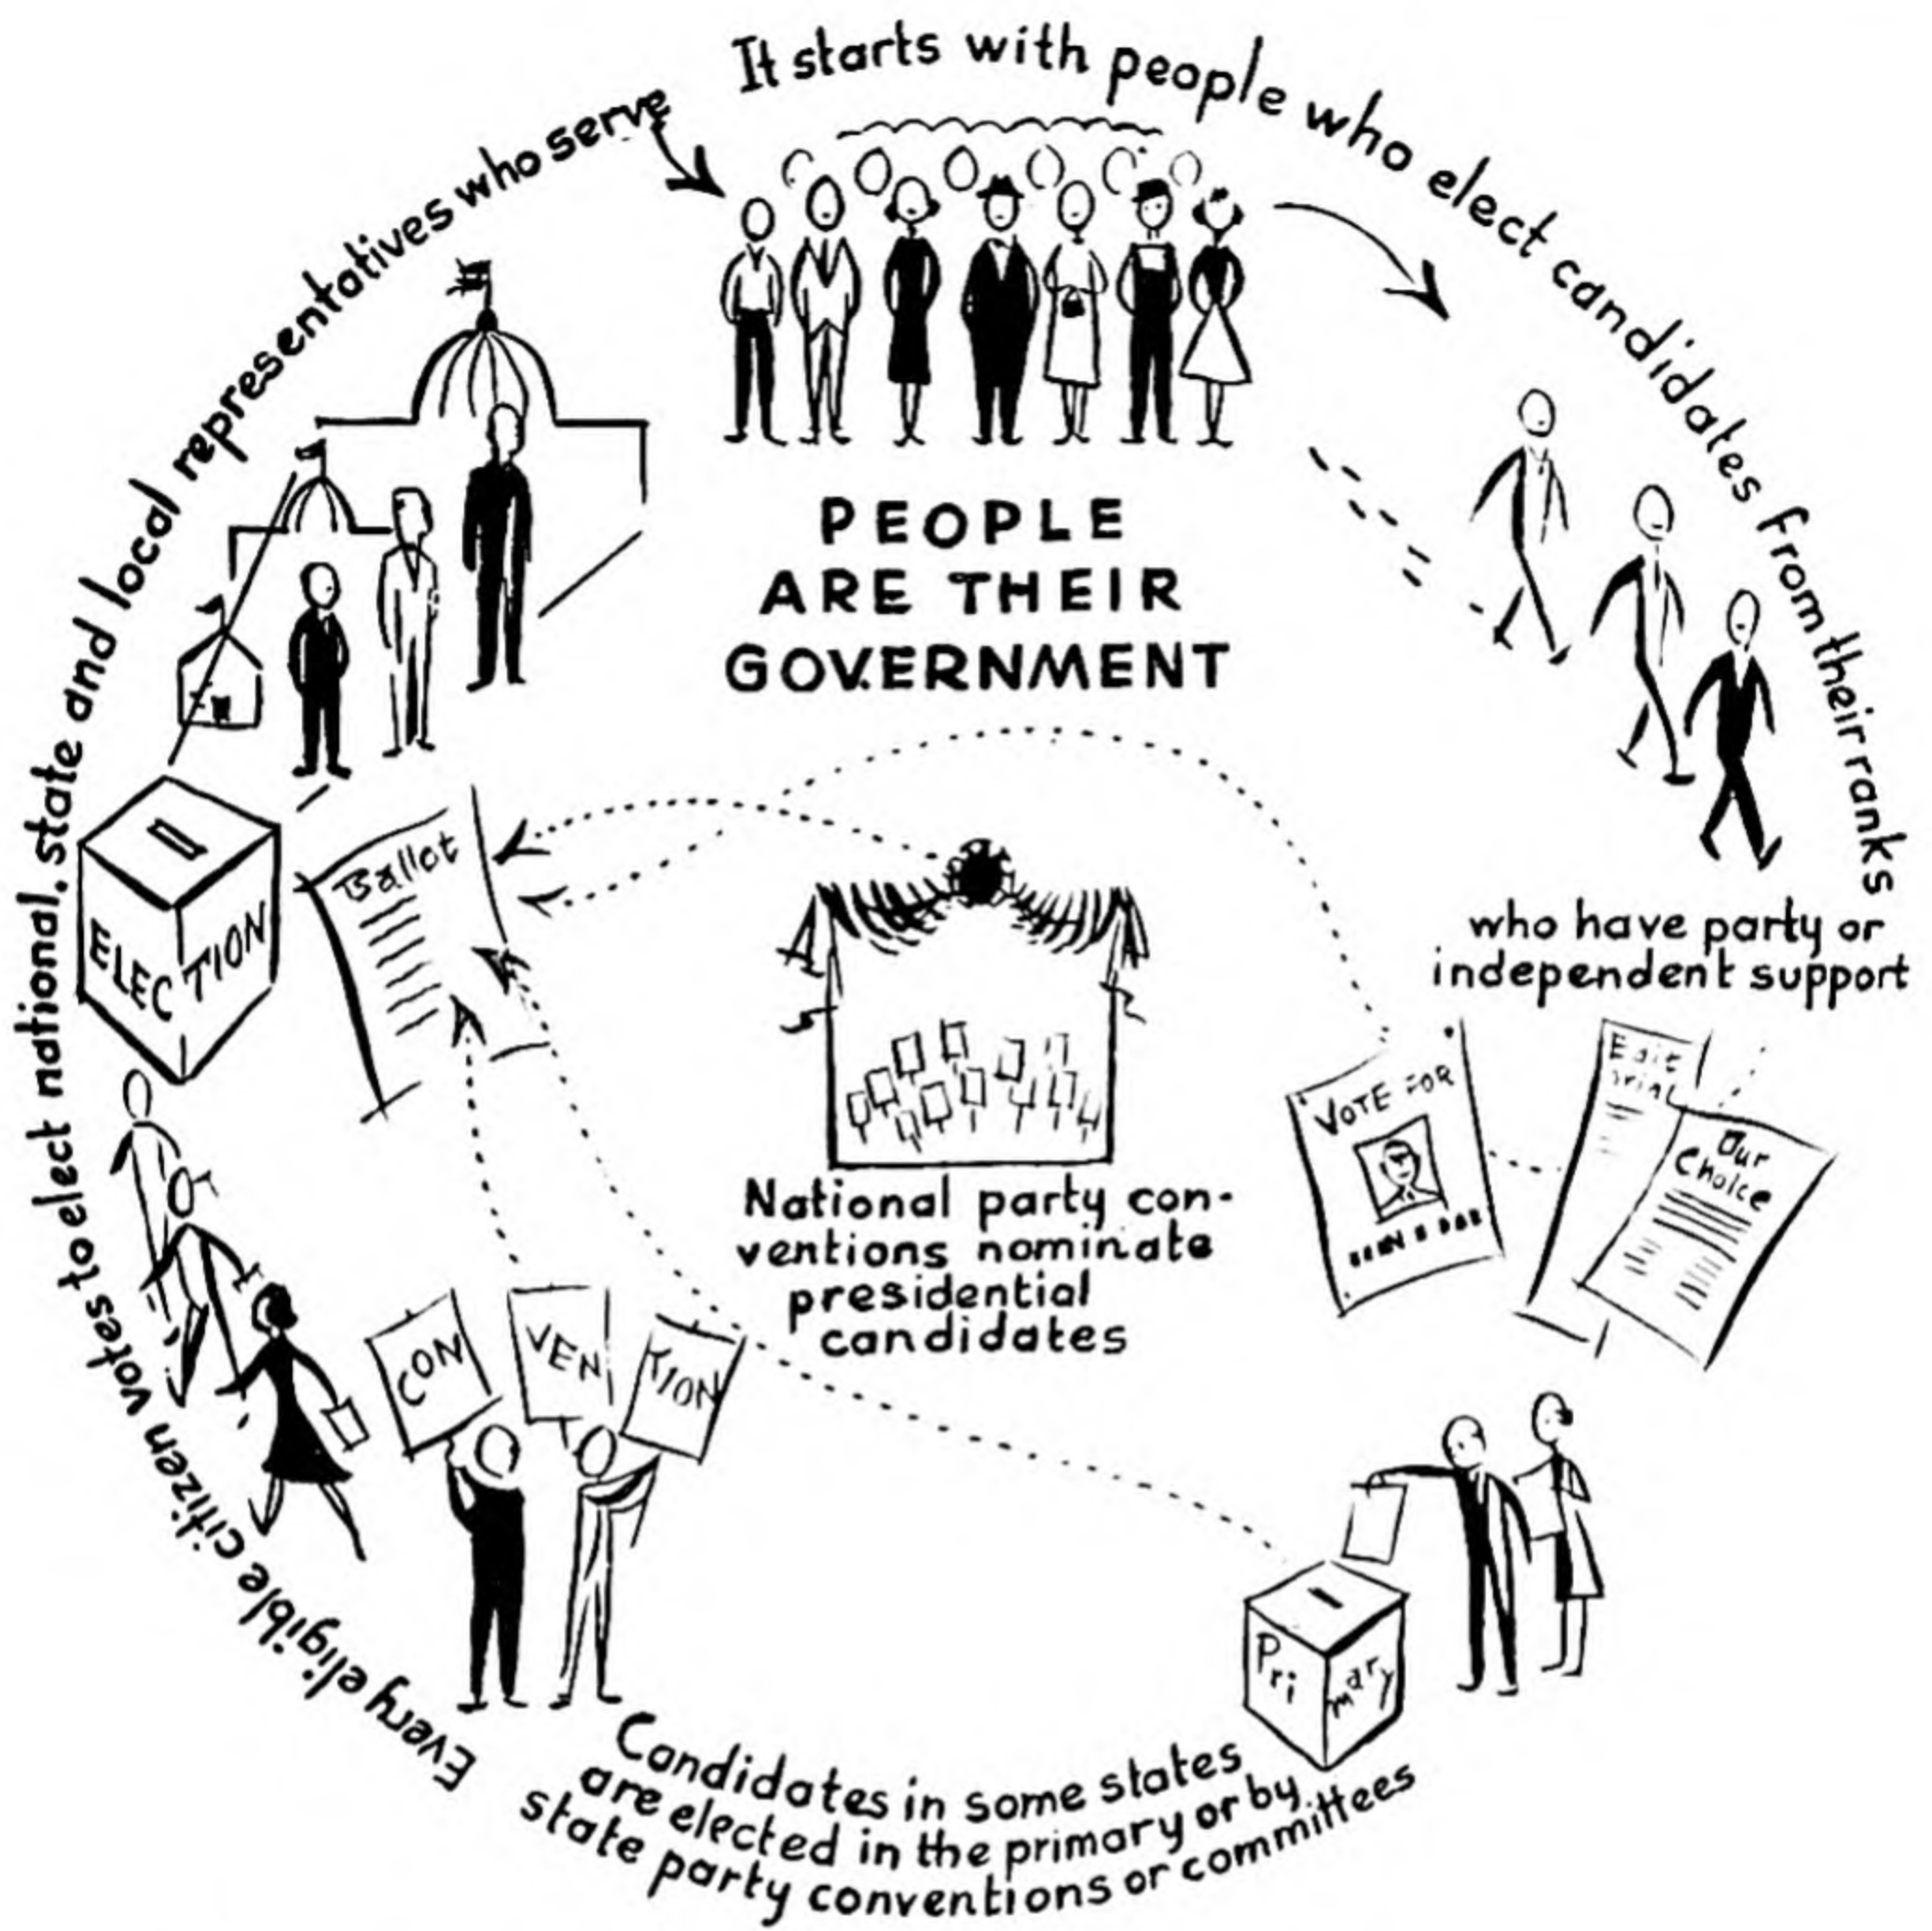 It starts with people who elect candidates from their ranks
who have party or
independent support
PEOPLE
ARE THEIR
GOVERNMENT
VOTE FOR
Our
Choice
Pri
mary
Candidates in some states
are elected in the primary or by
state party conventions or committees
CON
VEN
TION
National party con-
ventions nominate
presidential
candidates
Ballot
ELEC
TION
Every eligible citizen votes to elect national, state and local representatives who serve